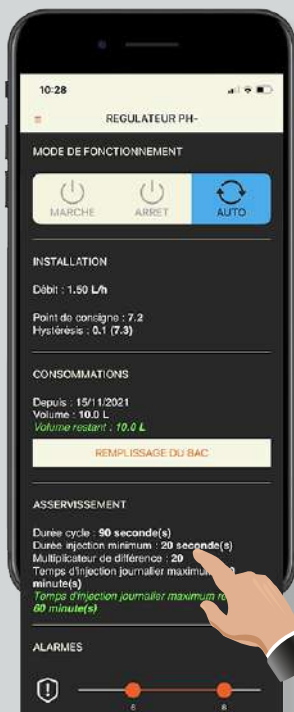 10:28
REGULATEUR PH-
MODE DE FONCTIONNEMENT
MARCHE ARRET AUTO
INSTALLATION
Débit : 1.50 L/h
Point de consigne : 7.2
Hystérésis : 0.1 (7.3)
CONSOMMATIONS
Depuis : 15/11/2021
Volume : 10.0 L
Volume restant : 10.0 L
REMPLISSAGE DU BAC
ASSERVISSEMENT
Durée cycle : 90 seconde(s)
Durée injection minimum : 20 seconde(s)
Multiplicateur de différence : 20
Temps d'injection journalier maximum
minute(s)
Temps d'injection journalier maximum
60 minute(s)
ALARMES
6 8